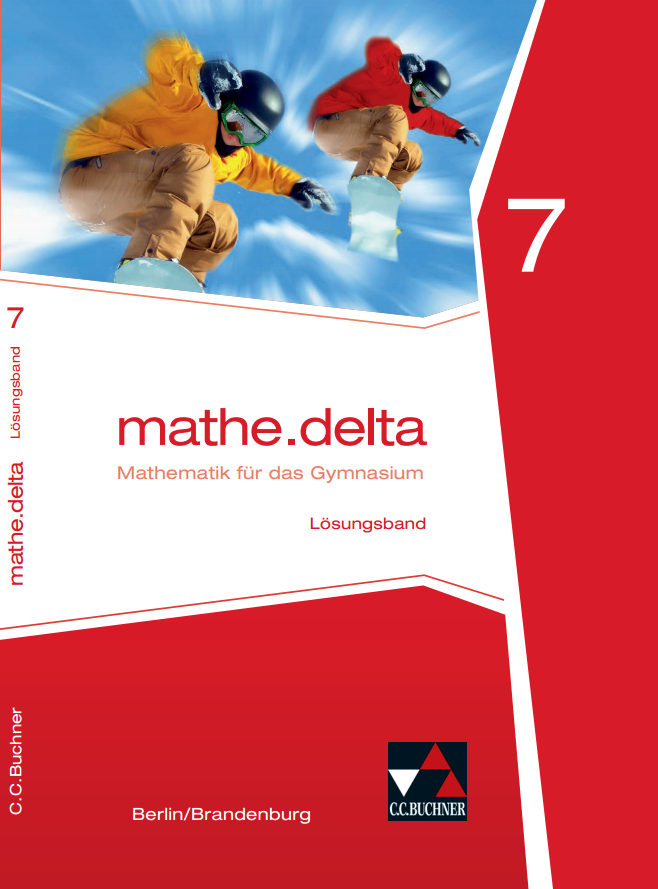 7
7
Lösungsband
mathe.delta
C.C.Buchner
mathe.delta
Mathematik für das Gymnasium
Lösungsband
C.C.BUCHNER
Berlin/Brandenburg